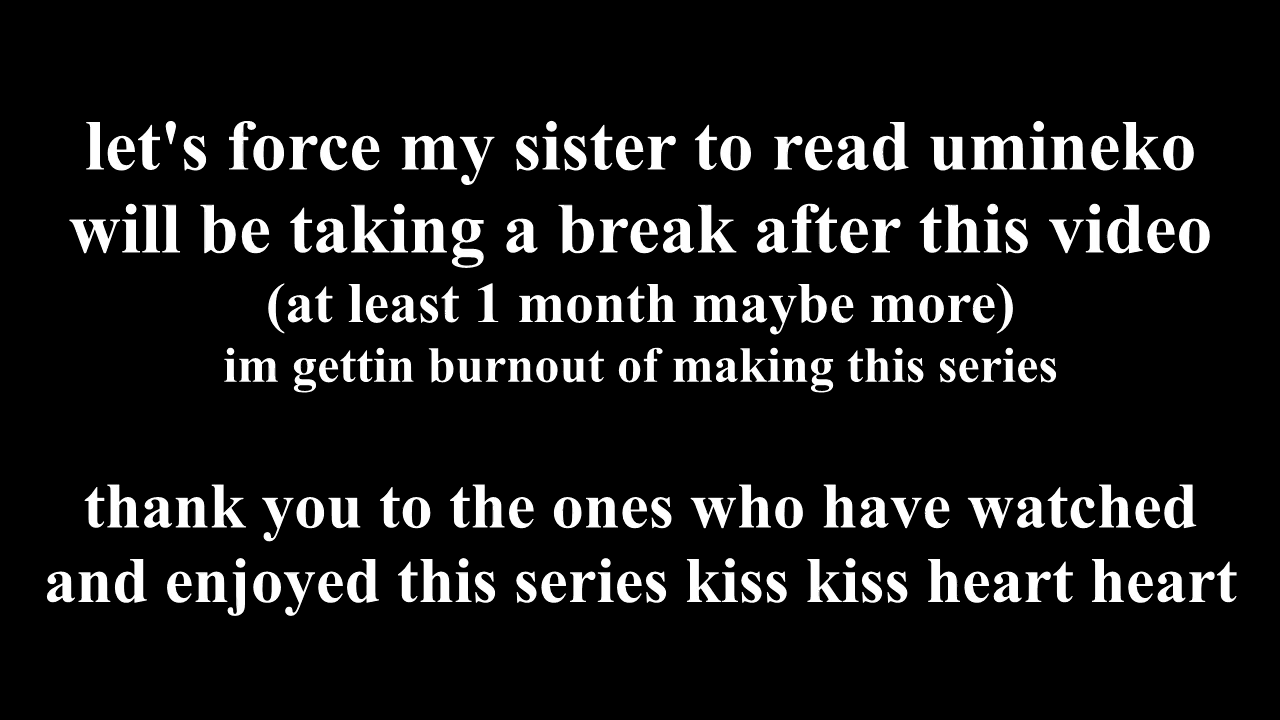 let's force my sister to read umineko
will be taking a break after this video
(at least 1 month maybe more)
im gettin burnout of making this series
thank you to the ones who have watched
and enjoyed this series kiss kiss heart heart